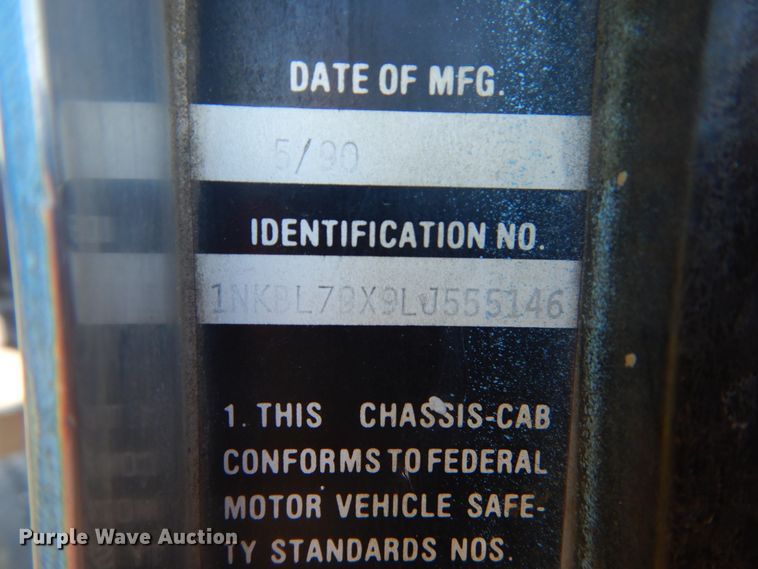 DATE OF MFG.
5/90
IDENTIFICATION NO.
1NKBL79X9LJ555146
1. THIS CHASSIS-CAB
CONFORMS TO FEDERAL
MOTOR VEHICLE SAFE-
TY STANDARDS NOS.
Purple Wave Auction